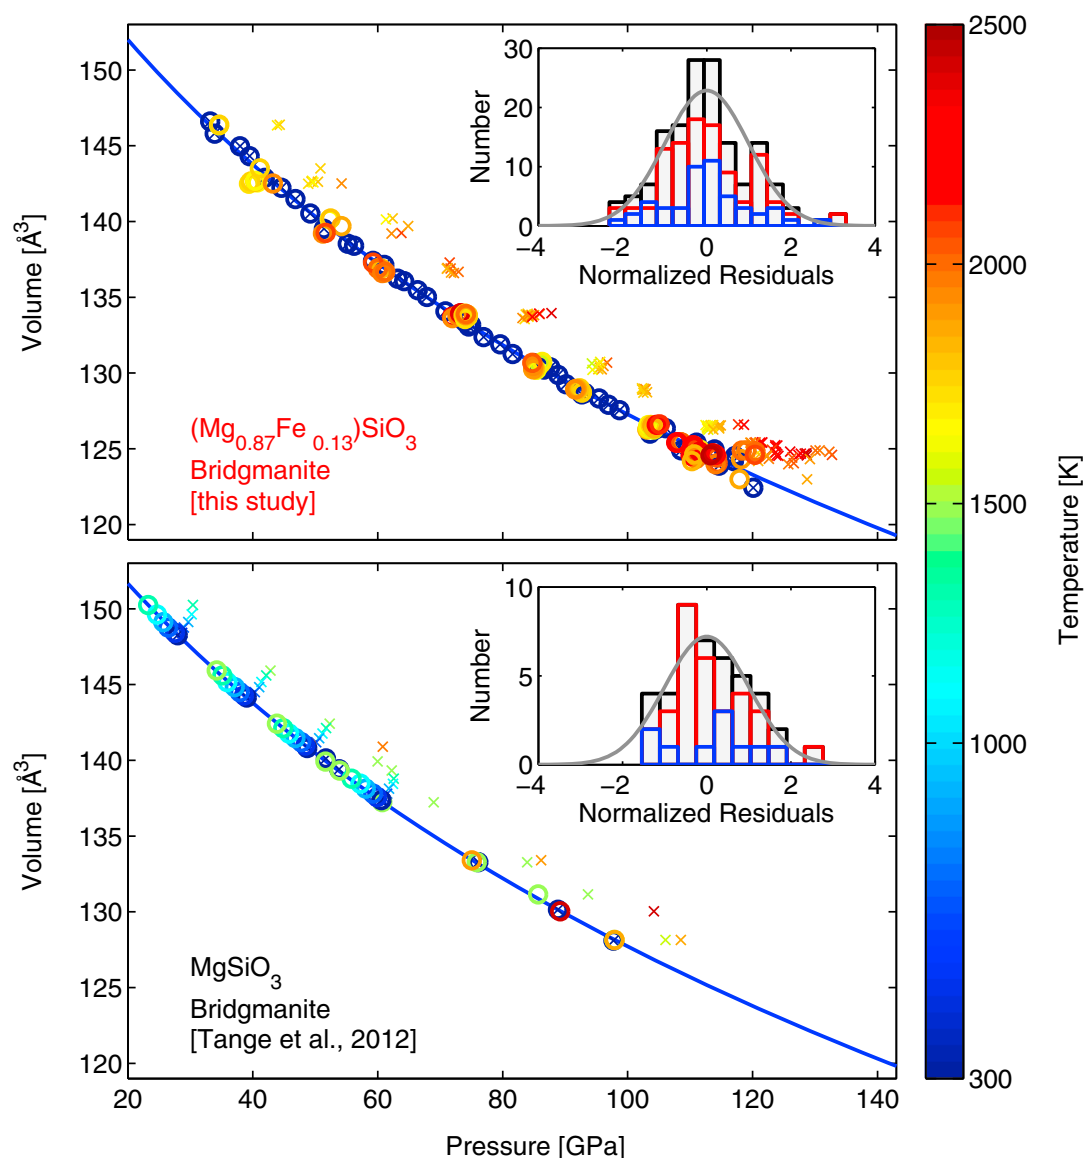 150
145
140
135
130
125
120
Volume [Å³]
(Mg₀.₈₇Fe ₀.₁₃)SiO₃
Bridgmanite
[this study]
30
20
10
0
Number
−4 −2 0 2 4
Normalized Residuals
150
145
140
135
130
125
120
Volume [Å³]
MgSiO₃
Bridgmanite
[Tange et al., 2012]
10
5
0
Number
−4 −2 0 2 4
Normalized Residuals
20 40 60 80 100 120 140
Pressure [GPa]
2500
2000
1500
1000
300
Temperature [K]